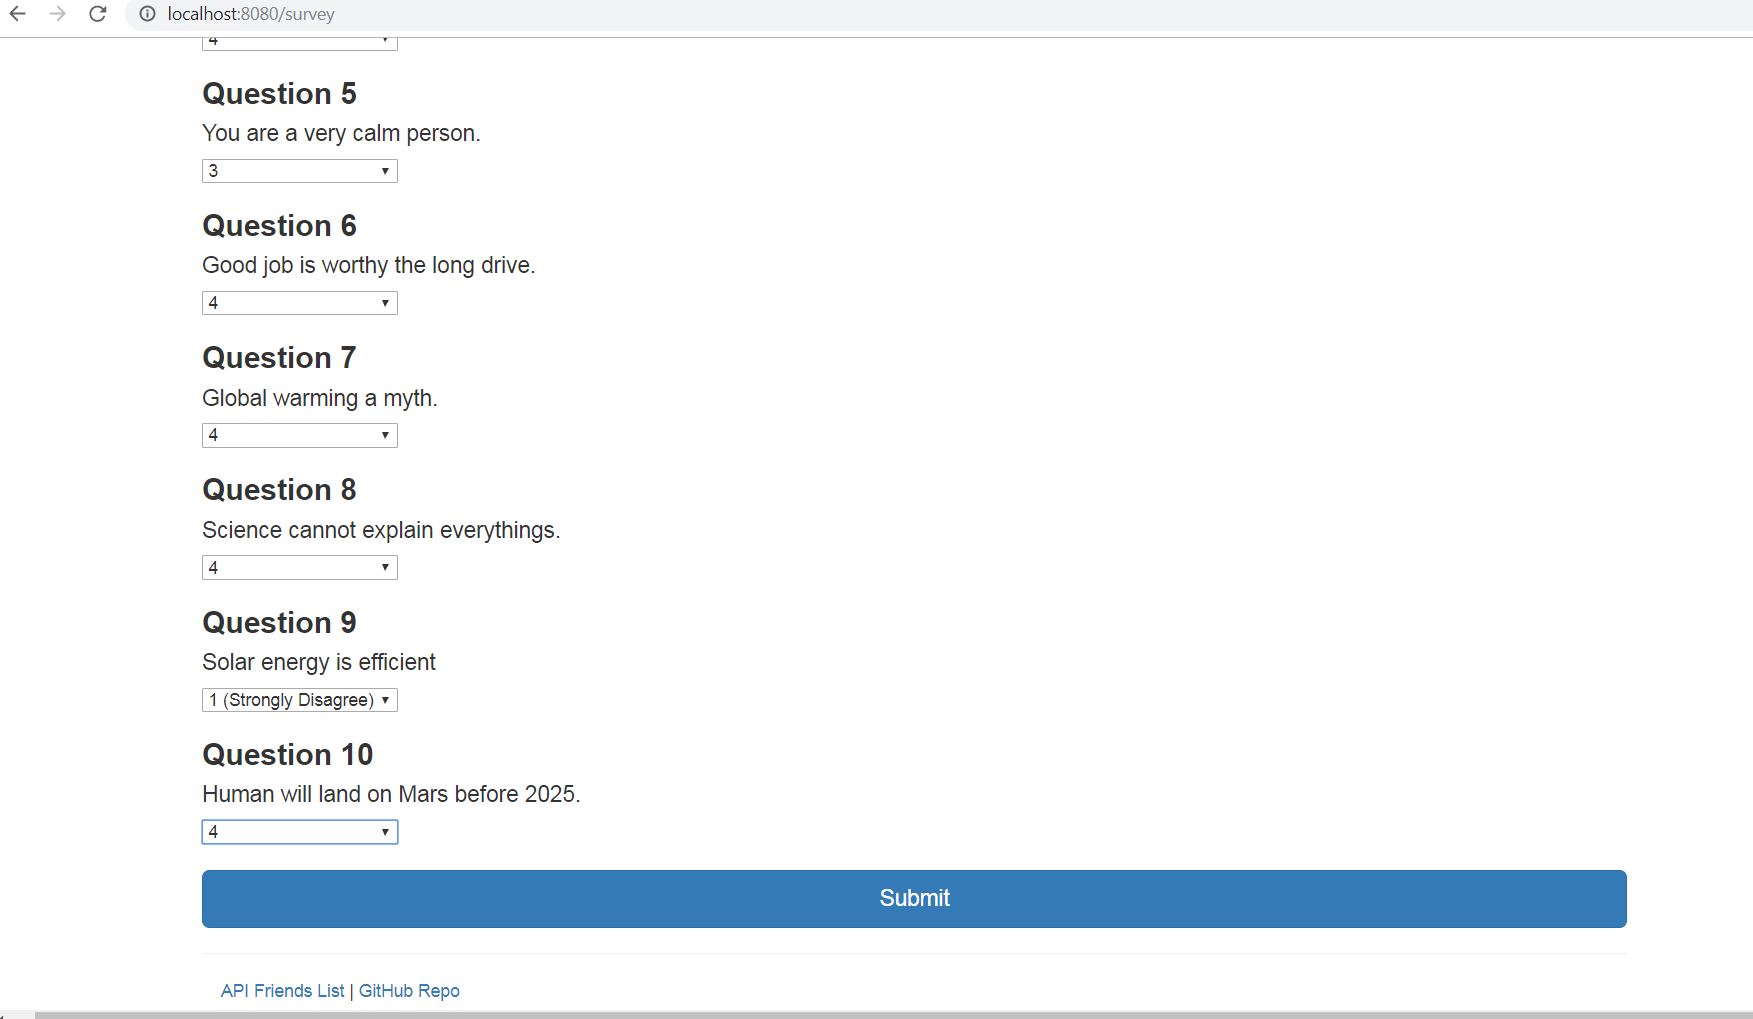 localhost:8080/survey
4
Question 5
You are a very calm person.
3
Question 6
Good job is worthy the long drive.
4
Question 7
Global warming a myth.
4
Question 8
Science cannot explain everythings.
4
Question 9
Solar energy is efficient
1 (Strongly Disagree)
Question 10
Human will land on Mars before 2025.
4
Submit
API Friends List | GitHub Repo